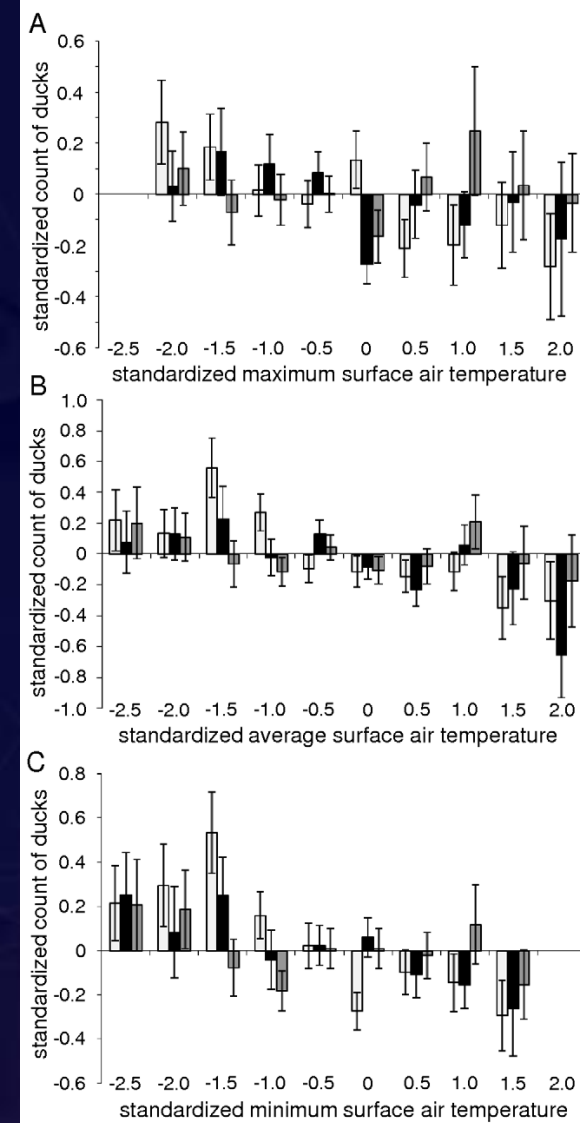 A
standardized count of ducks
0.6
0.4
0.2
0
-0.2
-0.4
-0.6
-2.5 -2.0 -1.5 -1.0 -0.5 0 0.5 1.0 1.5 2.0
standardized maximum surface air temperature
B
standardized count of ducks
1.0
0.8
0.6
0.4
0.2
0
-0.2
-0.4
-0.6
-0.8
-1.0
-2.5 -2.0 -1.5 -1.0 -0.5 0 0.5 1.0 1.5 2.0
standardized average surface air temperature
C
standardized count of ducks
0.8
0.6
0.4
0.2
0
-0.2
-0.4
-0.6
-2.5 -2.0 -1.5 -1.0 -0.5 0 0.5 1.0 1.5 2.0
standardized minimum surface air temperature